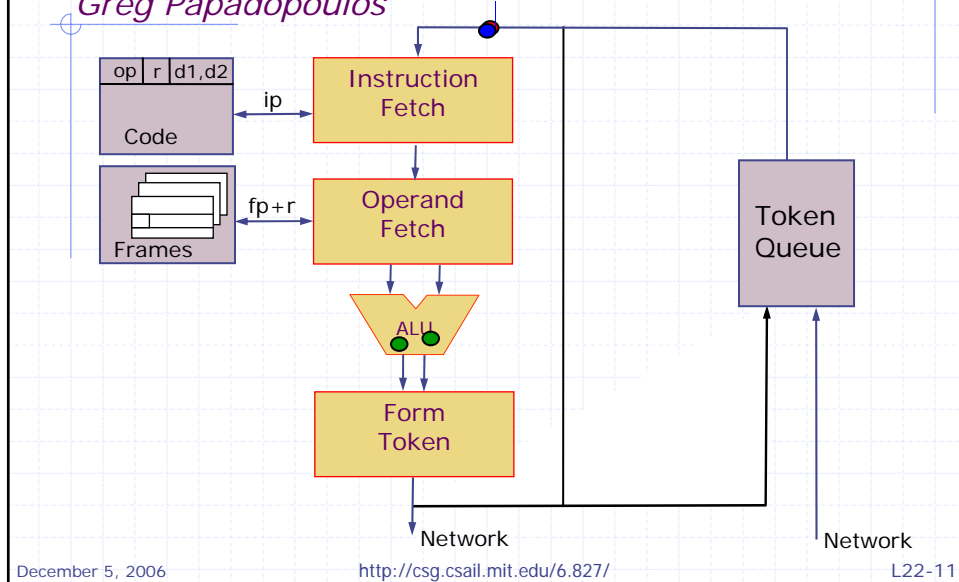 Greg Papadopoulos
op r d1,d2
Code
ip
Instruction
Fetch
Frames
fp+r
Operand
Fetch
ALU
Form
Token
Token
Queue
Network
Network
December 5, 2006
http://csg.csail.mit.edu/6.827/
L22-11